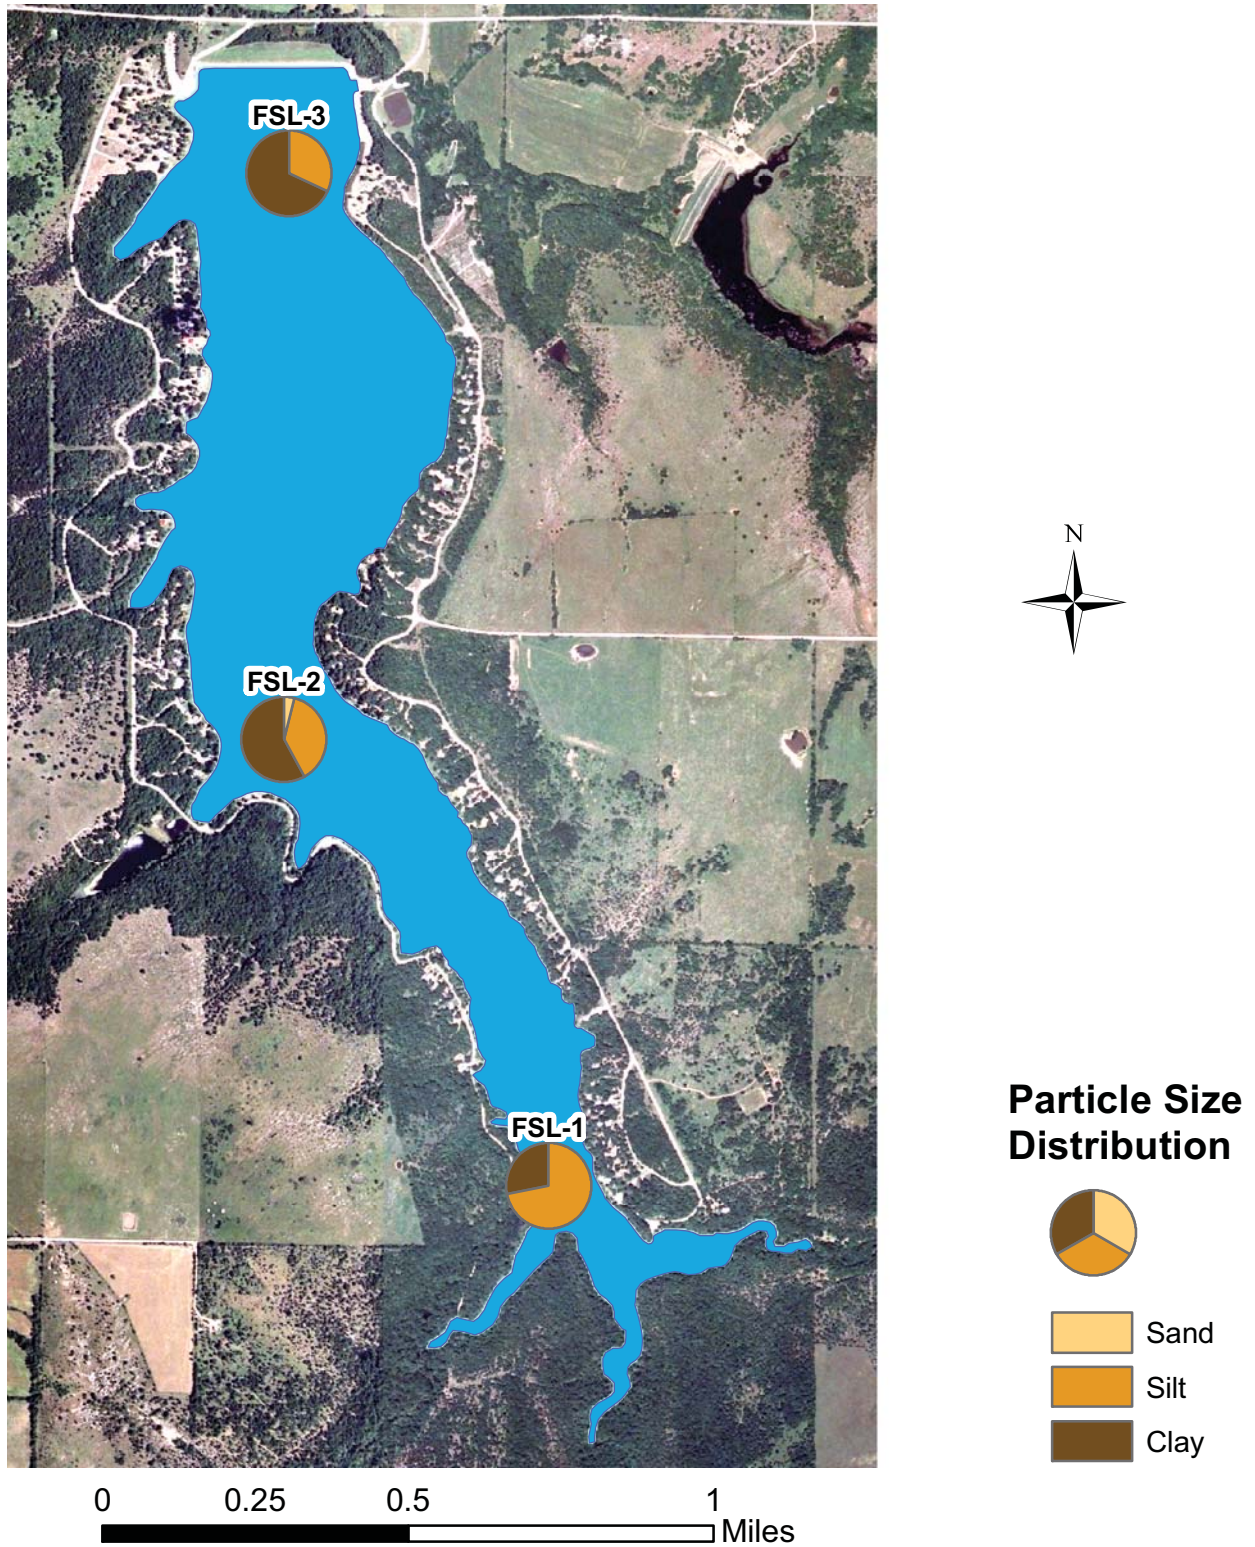 FSL-3
N
FSL-2
FSL-1
Particle Size
Distribution
Sand
Silt
Clay
0 0.25 0.5 1
Miles